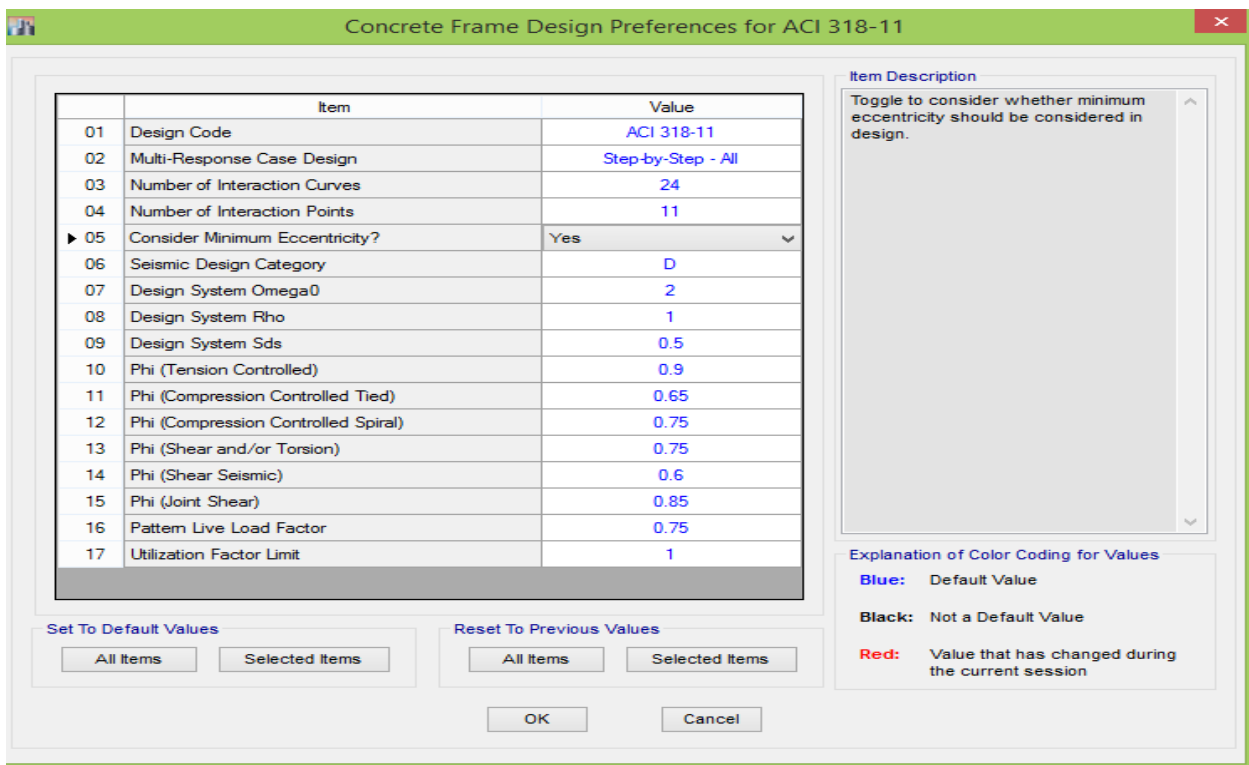 Concrete Frame Design Preferences for ACI 318-11
Item Value
01 Design Code ACI 318-11
02 Multi-Response Case Design Step-by-Step - All
03 Number of Interaction Curves 24
04 Number of Interaction Points 11
05 Consider Minimum Eccentricity? Yes
06 Seismic Design Category D
07 Design System Omega0 2
08 Design System Rho 1
09 Design System Sds 0.5
10 Phi (Tension Controlled) 0.9
11 Phi (Compression Controlled Tied) 0.65
12 Phi (Compression Controlled Spiral) 0.75
13 Phi (Shear and/or Torsion) 0.75
14 Phi (Shear Seismic) 0.6
15 Phi (Joint Shear) 0.85
16 Pattern Live Load Factor 0.75
17 Utilization Factor Limit 1
Set To Default Values
All Items Selected Items
Reset To Previous Values
All Items Selected Items
Item Description
Toggle to consider whether minimum
eccentricity should be considered in
design.
Explanation of Color Coding for Values
Blue: Default Value
Black: Not a Default Value
Red: Value that has changed during
the current session
OK Cancel